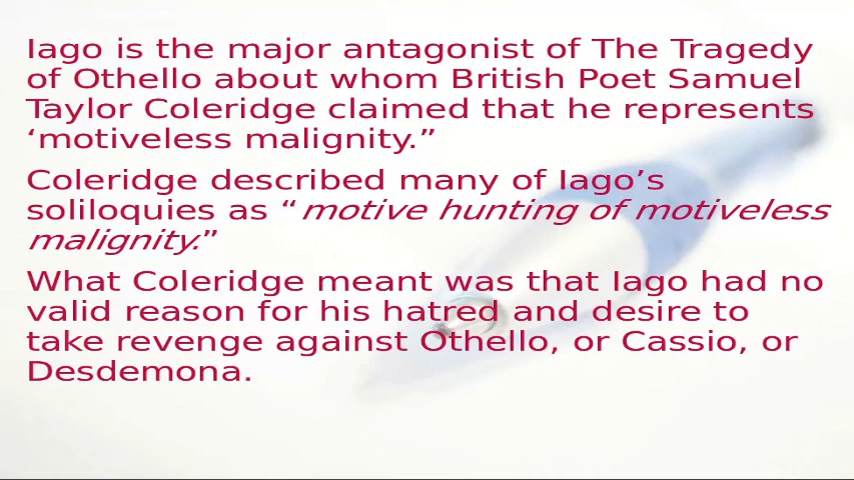 Iago is the major antagonist of The Tragedy
of Othello about whom British Poet Samuel
Taylor Coleridge claimed that he represents
‘motiveless malignity.”
Coleridge described many of Iago’s
soliloquies as “motive hunting of motiveless
malignity.”
What Coleridge meant was that Iago had no
valid reason for his hatred and desire to
take revenge against Othello, or Cassio, or
Desdemona.